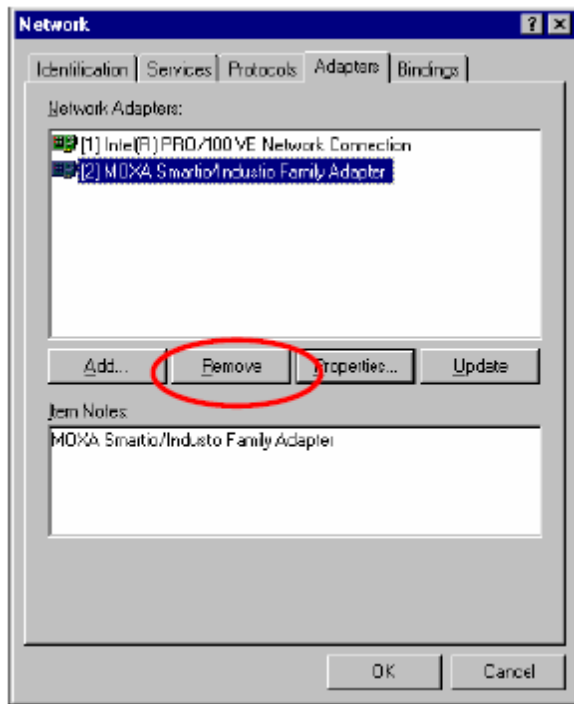 Network
Identification Services Protocols Adapters Bindings
Network Adapters:
[1] Intel(R) PRO/100 VE Network Connection
[2] MOXA Smartio/Industio Family Adapter
Add... Remove Properties... Update
Item Notes:
MOXA Smartio/Industo Family Adapter
OK Cancel